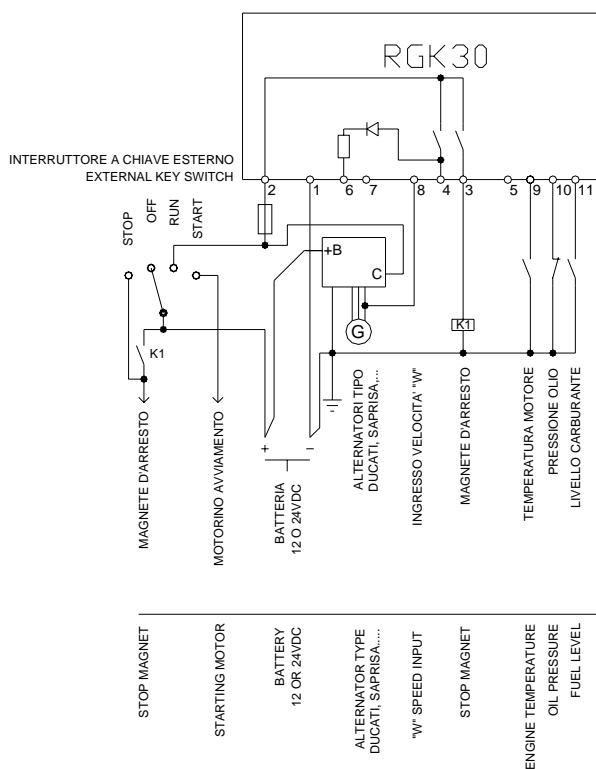 RGK30
INTERRUTTORE A CHIAVE ESTERNO
EXTERNAL KEY SWITCH
2 1 6 7 8 4 3 5 9 10 11
STOP
OFF
RUN
START
+B
C
G
K1
K1
+ −
MAGNETE D'ARRESTO
MOTORINO AVVIAMENTO
BATTERIA
12 O 24VDC
ALTERNATORI TIPO
DUCATI, SAPRISA,...
INGRESSO VELOCITA' "W"
MAGNETE D'ARRESTO
TEMPERATURA MOTORE
PRESSIONE OLIO
LIVELLO CARBURANTE
STOP MAGNET
STARTING MOTOR
BATTERY
12 OR 24VDC
ALTERNATOR TYPE
DUCATI, SAPRISA....
"W" SPEED INPUT
STOP MAGNET
ENGINE TEMPERATURE
OIL PRESSURE
FUEL LEVEL